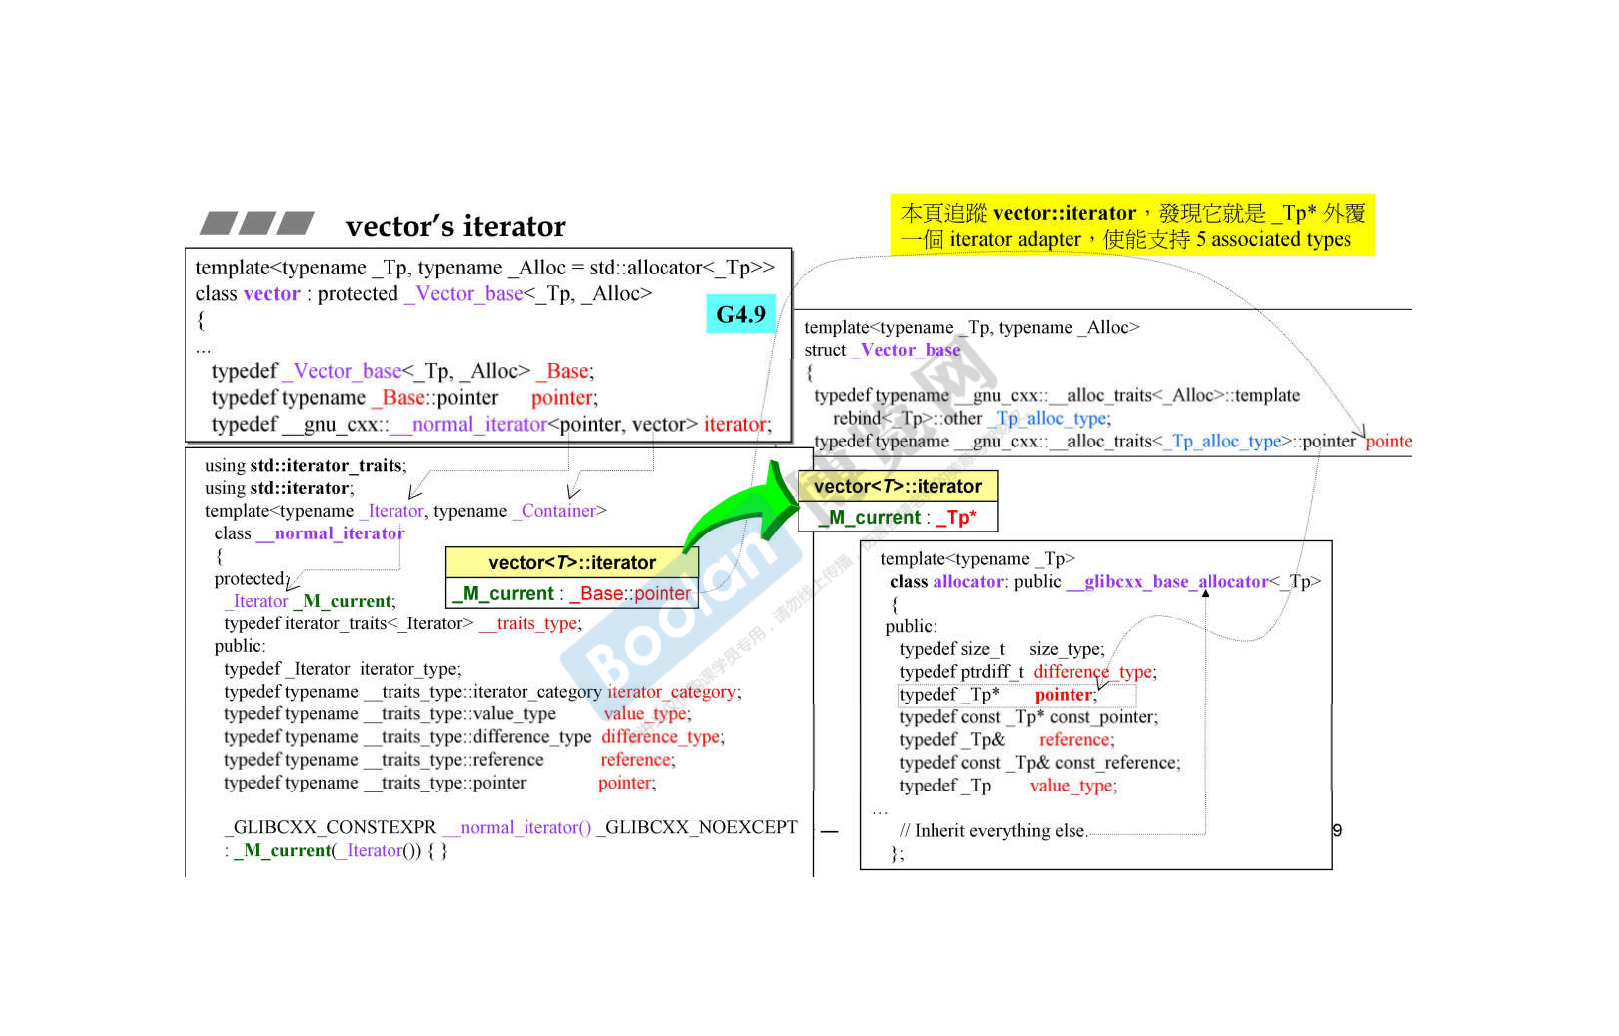 vector’s iterator
本頁追蹤 vector::iterator，發現它就是 _Tp* 外覆
一個 iterator adapter，使能支持 5 associated types
template<typename _Tp, typename _Alloc = std::allocator<_Tp>>
class vector : protected _Vector_base<_Tp, _Alloc>
{
G4.9
...
typedef _Vector_base<_Tp, _Alloc> _Base;
typedef typename _Base::pointer pointer;
typedef __gnu_cxx::__normal_iterator<pointer, vector> iterator;
template<typename _Tp, typename _Alloc>
struct _Vector_base
{
typedef typename __gnu_cxx::__alloc_traits<_Alloc>::template
rebind<_Tp>::other _Tp_alloc_type;
typedef typename __gnu_cxx::__alloc_traits<_Tp_alloc_type>::pointer pointe
using std::iterator_traits;
using std::iterator;
template<typename _Iterator, typename _Container>
class __normal_iterator
{
protected:
_Iterator _M_current;
typedef iterator_traits<_Iterator> __traits_type;
public:
typedef _Iterator iterator_type;
typedef typename __traits_type::iterator_category iterator_category;
typedef typename __traits_type::value_type value_type;
typedef typename __traits_type::difference_type difference_type;
typedef typename __traits_type::reference reference;
typedef typename __traits_type::pointer pointer;
_GLIBCXX_CONSTEXPR __normal_iterator() _GLIBCXX_NOEXCEPT
: _M_current(_Iterator()) { }
vector<T>::iterator
_M_current : _Base::pointer
vector<T>::iterator
_M_current : _Tp*
template<typename _Tp>
class allocator: public __glibcxx_base_allocator<_Tp>
{
public:
typedef size_t size_type;
typedef ptrdiff_t difference_type;
typedef _Tp* pointer;
typedef const _Tp* const_pointer;
typedef _Tp& reference;
typedef const _Tp& const_reference;
typedef _Tp value_type;
...
// Inherit everything else.
};
— 9
Boolan 博览网